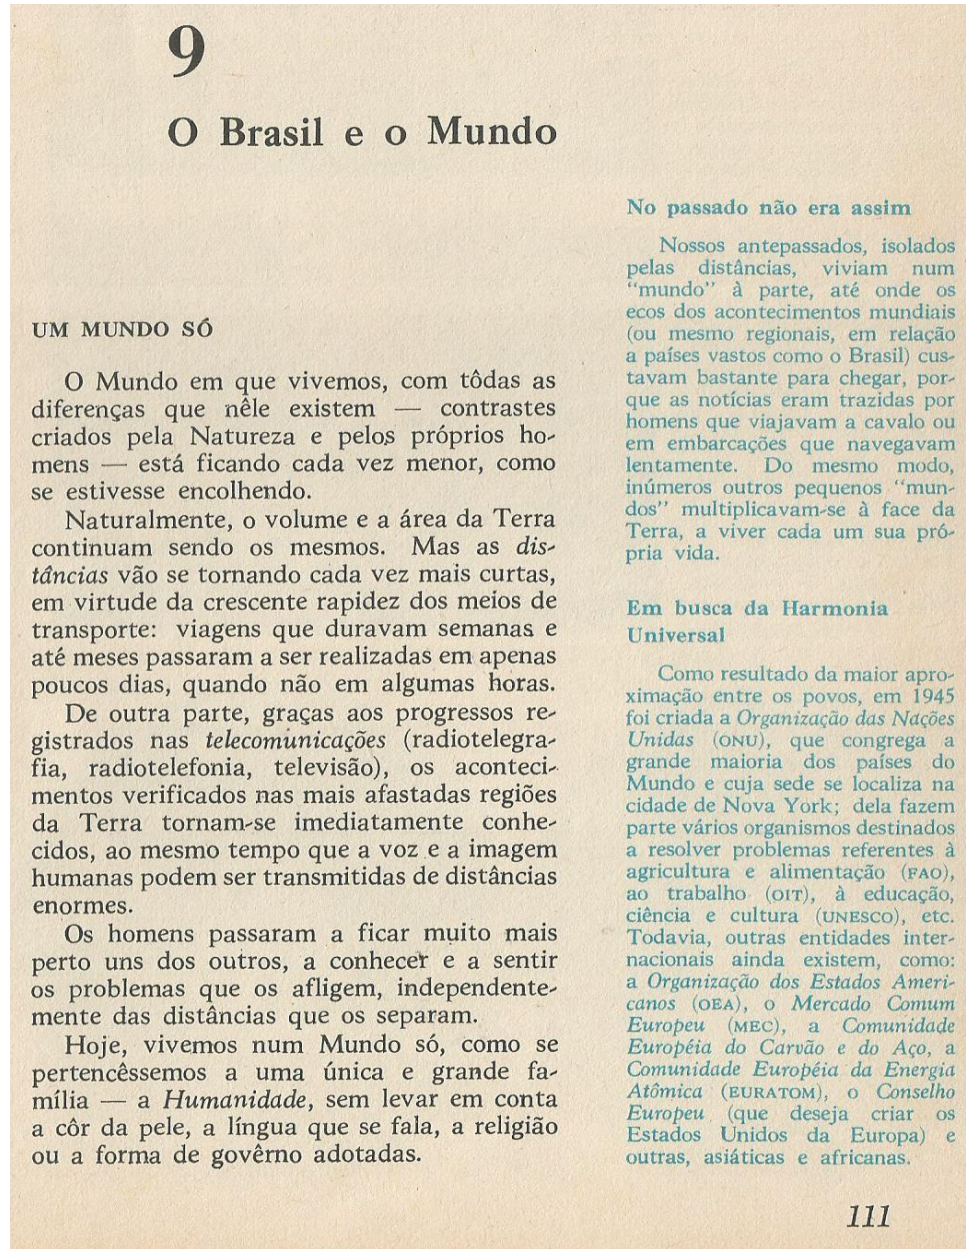 9
O Brasil e o Mundo
UM MUNDO SÓ
O Mundo em que vivemos, com tôdas as
diferenças que nêle existem — contrastes
criados pela Natureza e pelos próprios ho-
mens — está ficando cada vez menor, como
se estivesse encolhendo.
Naturalmente, o volume e a área da Terra
continuam sendo os mesmos. Mas as dis-
tâncias vão se tornando cada vez mais curtas,
em virtude da crescente rapidez dos meios de
transporte: viagens que duravam semanas e
até meses passaram a ser realizadas em apenas
poucos dias, quando não em algumas horas.
De outra parte, graças aos progressos re-
gistrados nas telecomunicações (radiotelegra-
fia, radiotelefonia, televisão), os aconteci-
mentos verificados nas mais afastadas regiões
da Terra tornam-se imediatamente conhe-
cidos, ao mesmo tempo que a voz e a imagem
humanas podem ser transmitidas de distâncias
enormes.
Os homens passaram a ficar muito mais
perto uns dos outros, a conhecer e a sentir
os problemas que os afligem, independente-
mente das distâncias que os separam.
Hoje, vivemos num Mundo só, como se
pertencêssemos a uma única e grande fa-
mília — a Humanidade, sem levar em conta
a côr da pele, a língua que se fala, a religião
ou a forma de govêrno adotadas.
No passado não era assim
Nossos antepassados, isolados
pelas distâncias, viviam num
“mundo” à parte, até onde os
ecos dos acontecimentos mundiais
(ou mesmo regionais, em relação
a países vastos como o Brasil) cus-
tavam bastante para chegar, por-
que as notícias eram trazidas por
homens que viajavam a cavalo ou
em embarcações que navegavam
lentamente. Do mesmo modo,
inúmeros outros pequenos “mun-
dos” multiplicavam-se à face da
Terra, a viver cada um sua pró-
pria vida.
Em busca da Harmonia
Universal
Como resultado da maior apro-
ximação entre os povos, em 1945
foi criada a Organização das Nações
Unidas (ONU), que congrega a
grande maioria dos países do
Mundo e cuja sede se localiza na
cidade de Nova York; dela fazem
parte vários organismos destinados
a resolver problemas referentes à
agricultura e alimentação (FAO),
ao trabalho (OIT), à educação,
ciência e cultura (UNESCO), etc.
Todavia, outras entidades inter-
nacionais ainda existem, como:
a Organização dos Estados Ameri-
canos (OEA), o Mercado Comum
Europeu (MEC), a Comunidade
Européia do Carvão e do Aço, a
Comunidade Européia da Energia
Atômica (EURATOM), o Conselho
Europeu (que deseja criar os
Estados Unidos da Europa) e
outras, asiáticas e africanas.
111